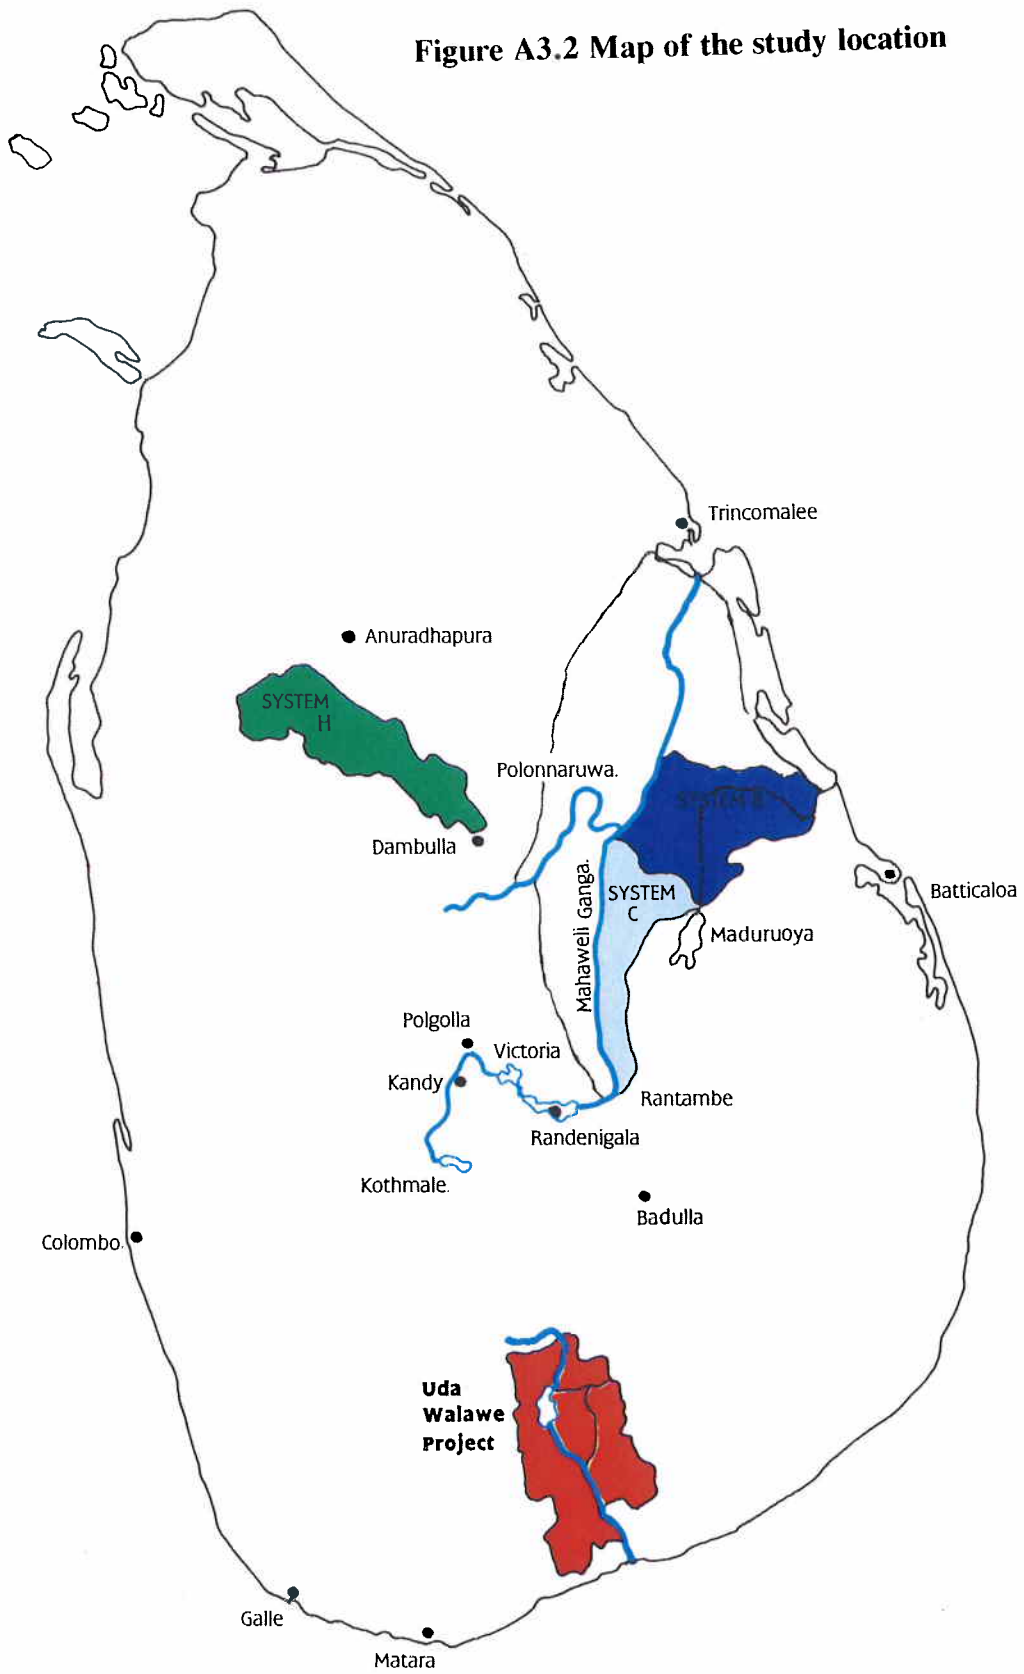 Figure A3.2 Map of the study location
Trincomalee
Anuradhapura
SYSTEM
H
Polonnaruwa.
SYSTEM B
Dambulla
Mahaweli Ganga.
SYSTEM
C
Batticaloa
Maduruoya
Polgolla
Victoria
Kandy
Rantambe
Randenigala
Kothmale.
Badulla
Colombo.
Uda
Walawe
Project
Galle
Matara